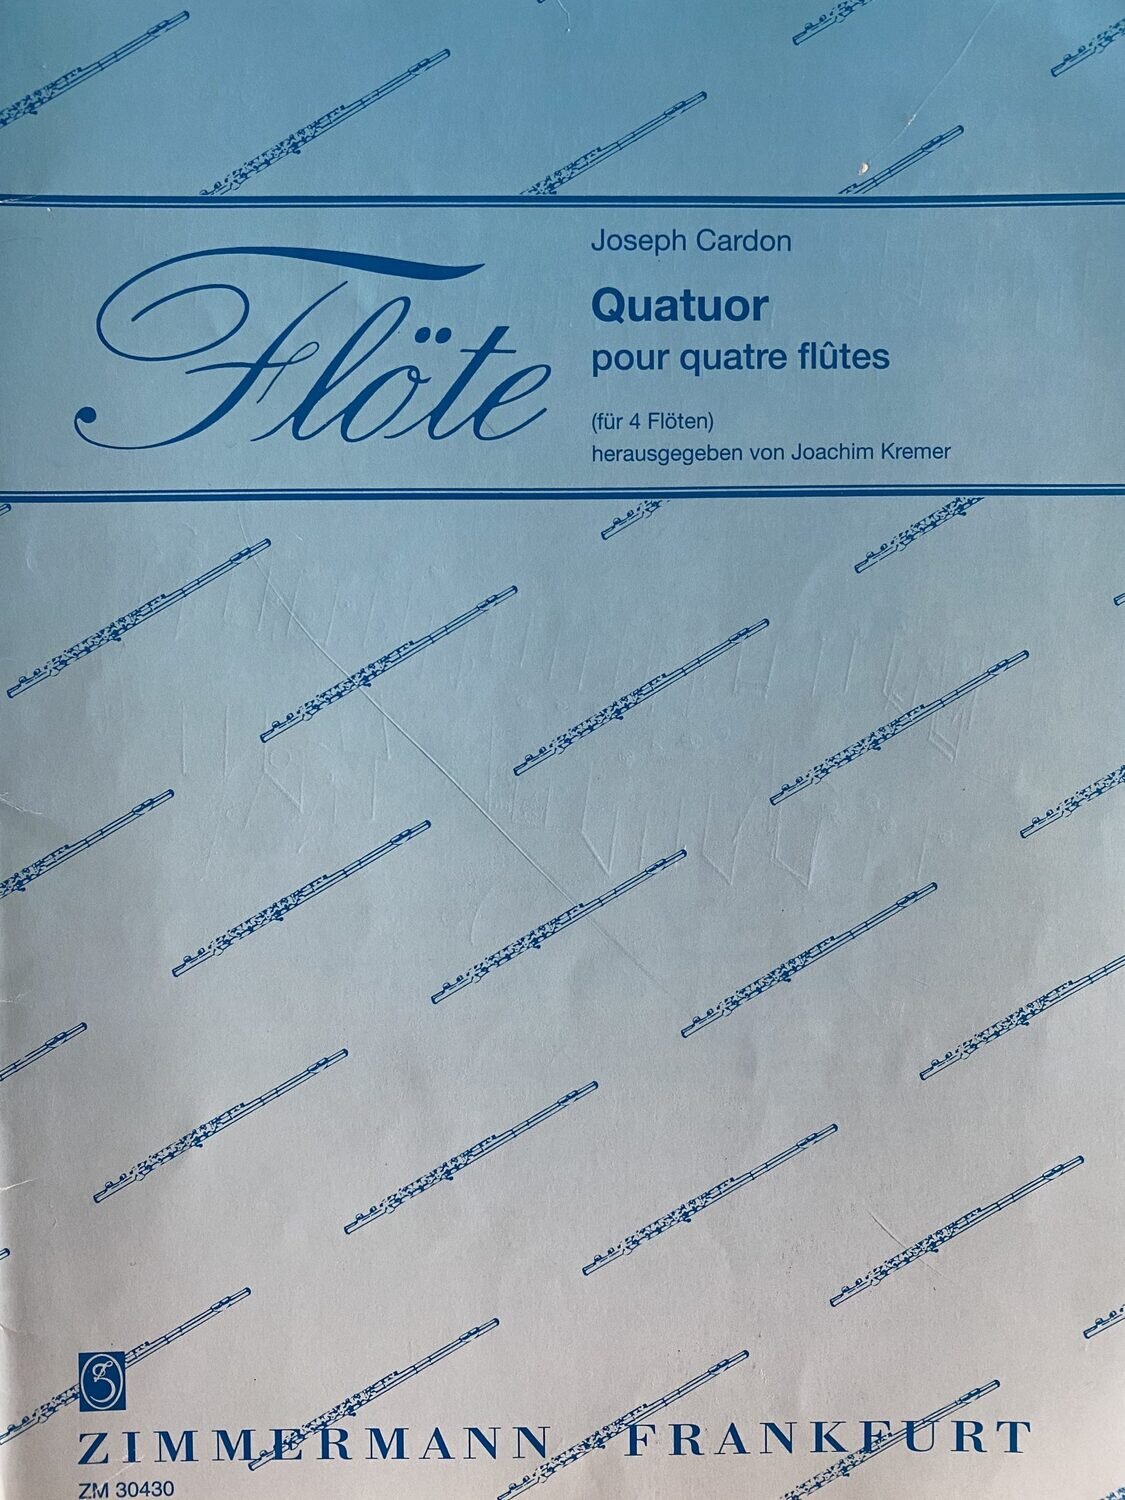 Joseph Cardon
Flöte
Quatuor
pour quatre flûtes
(für 4 Flöten)
herausgegeben von Joachim Kremer
ZIMMERMANN FRANKFURT
ZM 30430